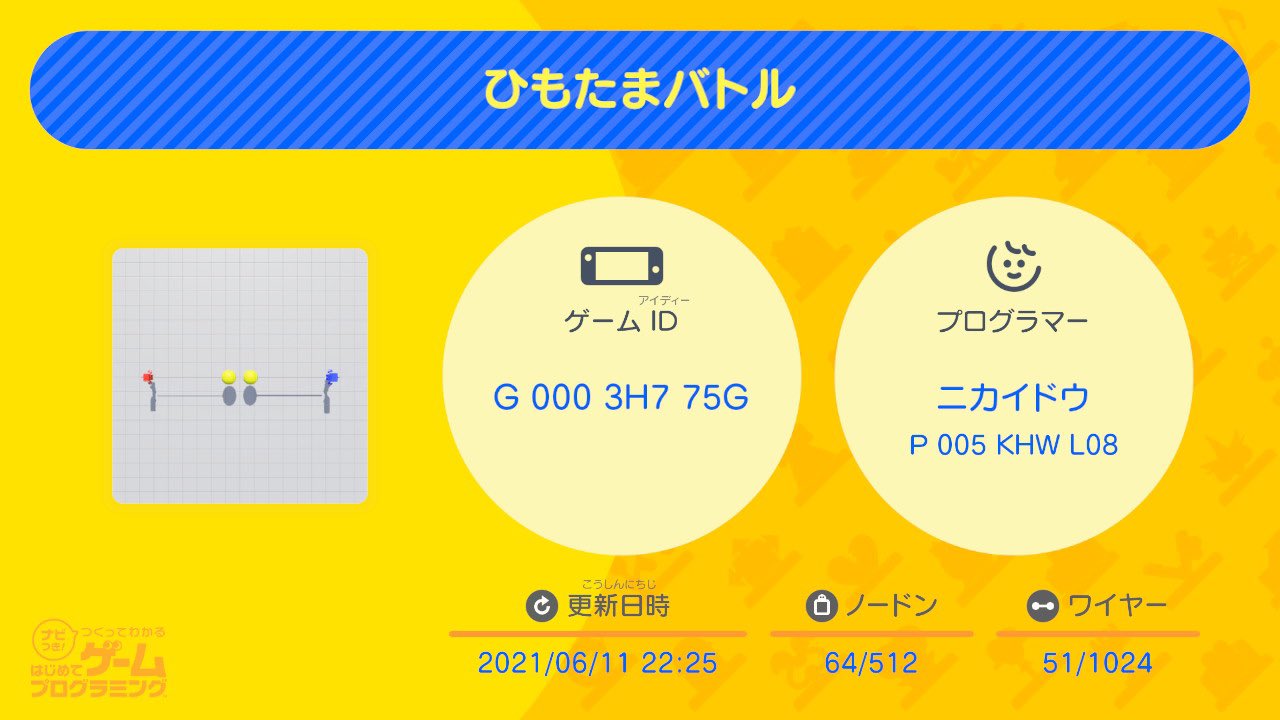 ひもたまバトル
アイディー
ゲーム ID
G 000 3H7 75G
プログラマー
ニカイドウ
P 005 KHW L08
こうしんにちじ
更新日時
2021/06/11 22:25
ノードン
64/512
ワイヤー
51/1024
ナビ
つき!
つくってわかる
はじめて
ゲーム
プログラミング